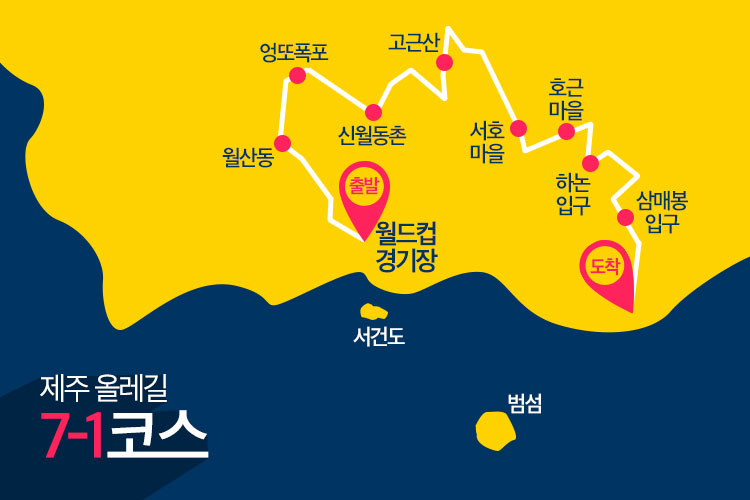 고근산
엉또폭포
호근
마을
신월동촌
서호
마을
월산동
하논
입구
출발
삼매봉
입구
월드컵
경기장
도착
서건도
제주 올레길
7-1코스
범섬